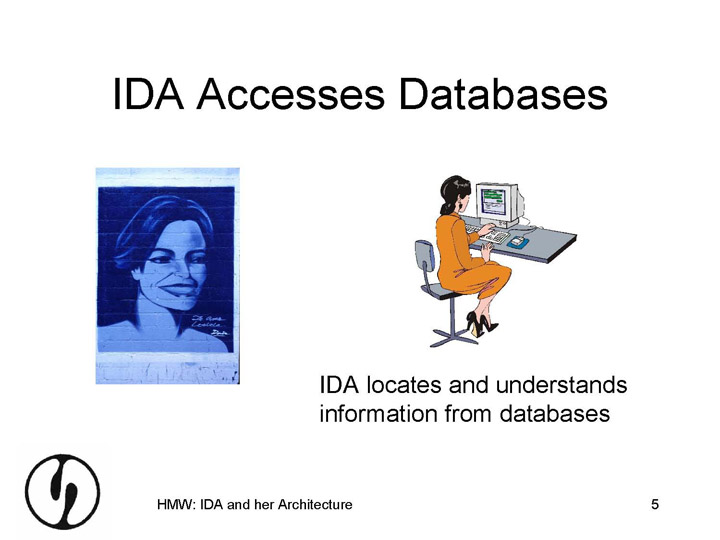 IDA Accesses Databases
IDA locates and understands
information from databases
HMW: IDA and her Architecture
5